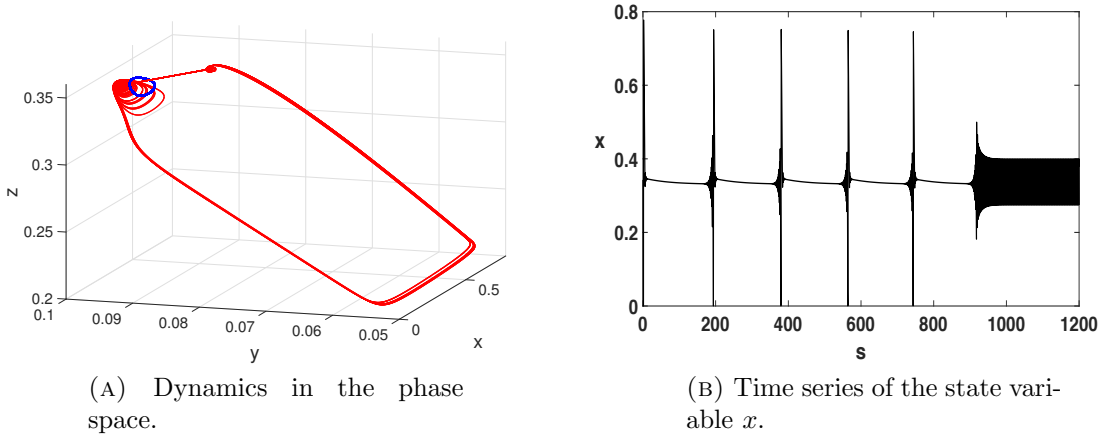 0.35
0.3
z
0.25
0.2
0.1
0.09
0.08
0.07
0.06
0.05
y
0
0.5
x
(A) Dynamics in the phase
space.
0.8
0.6
x
0.4
0.2
0
0 200 400 600 800 1000 1200
s
(B) Time series of the state vari-
able x.